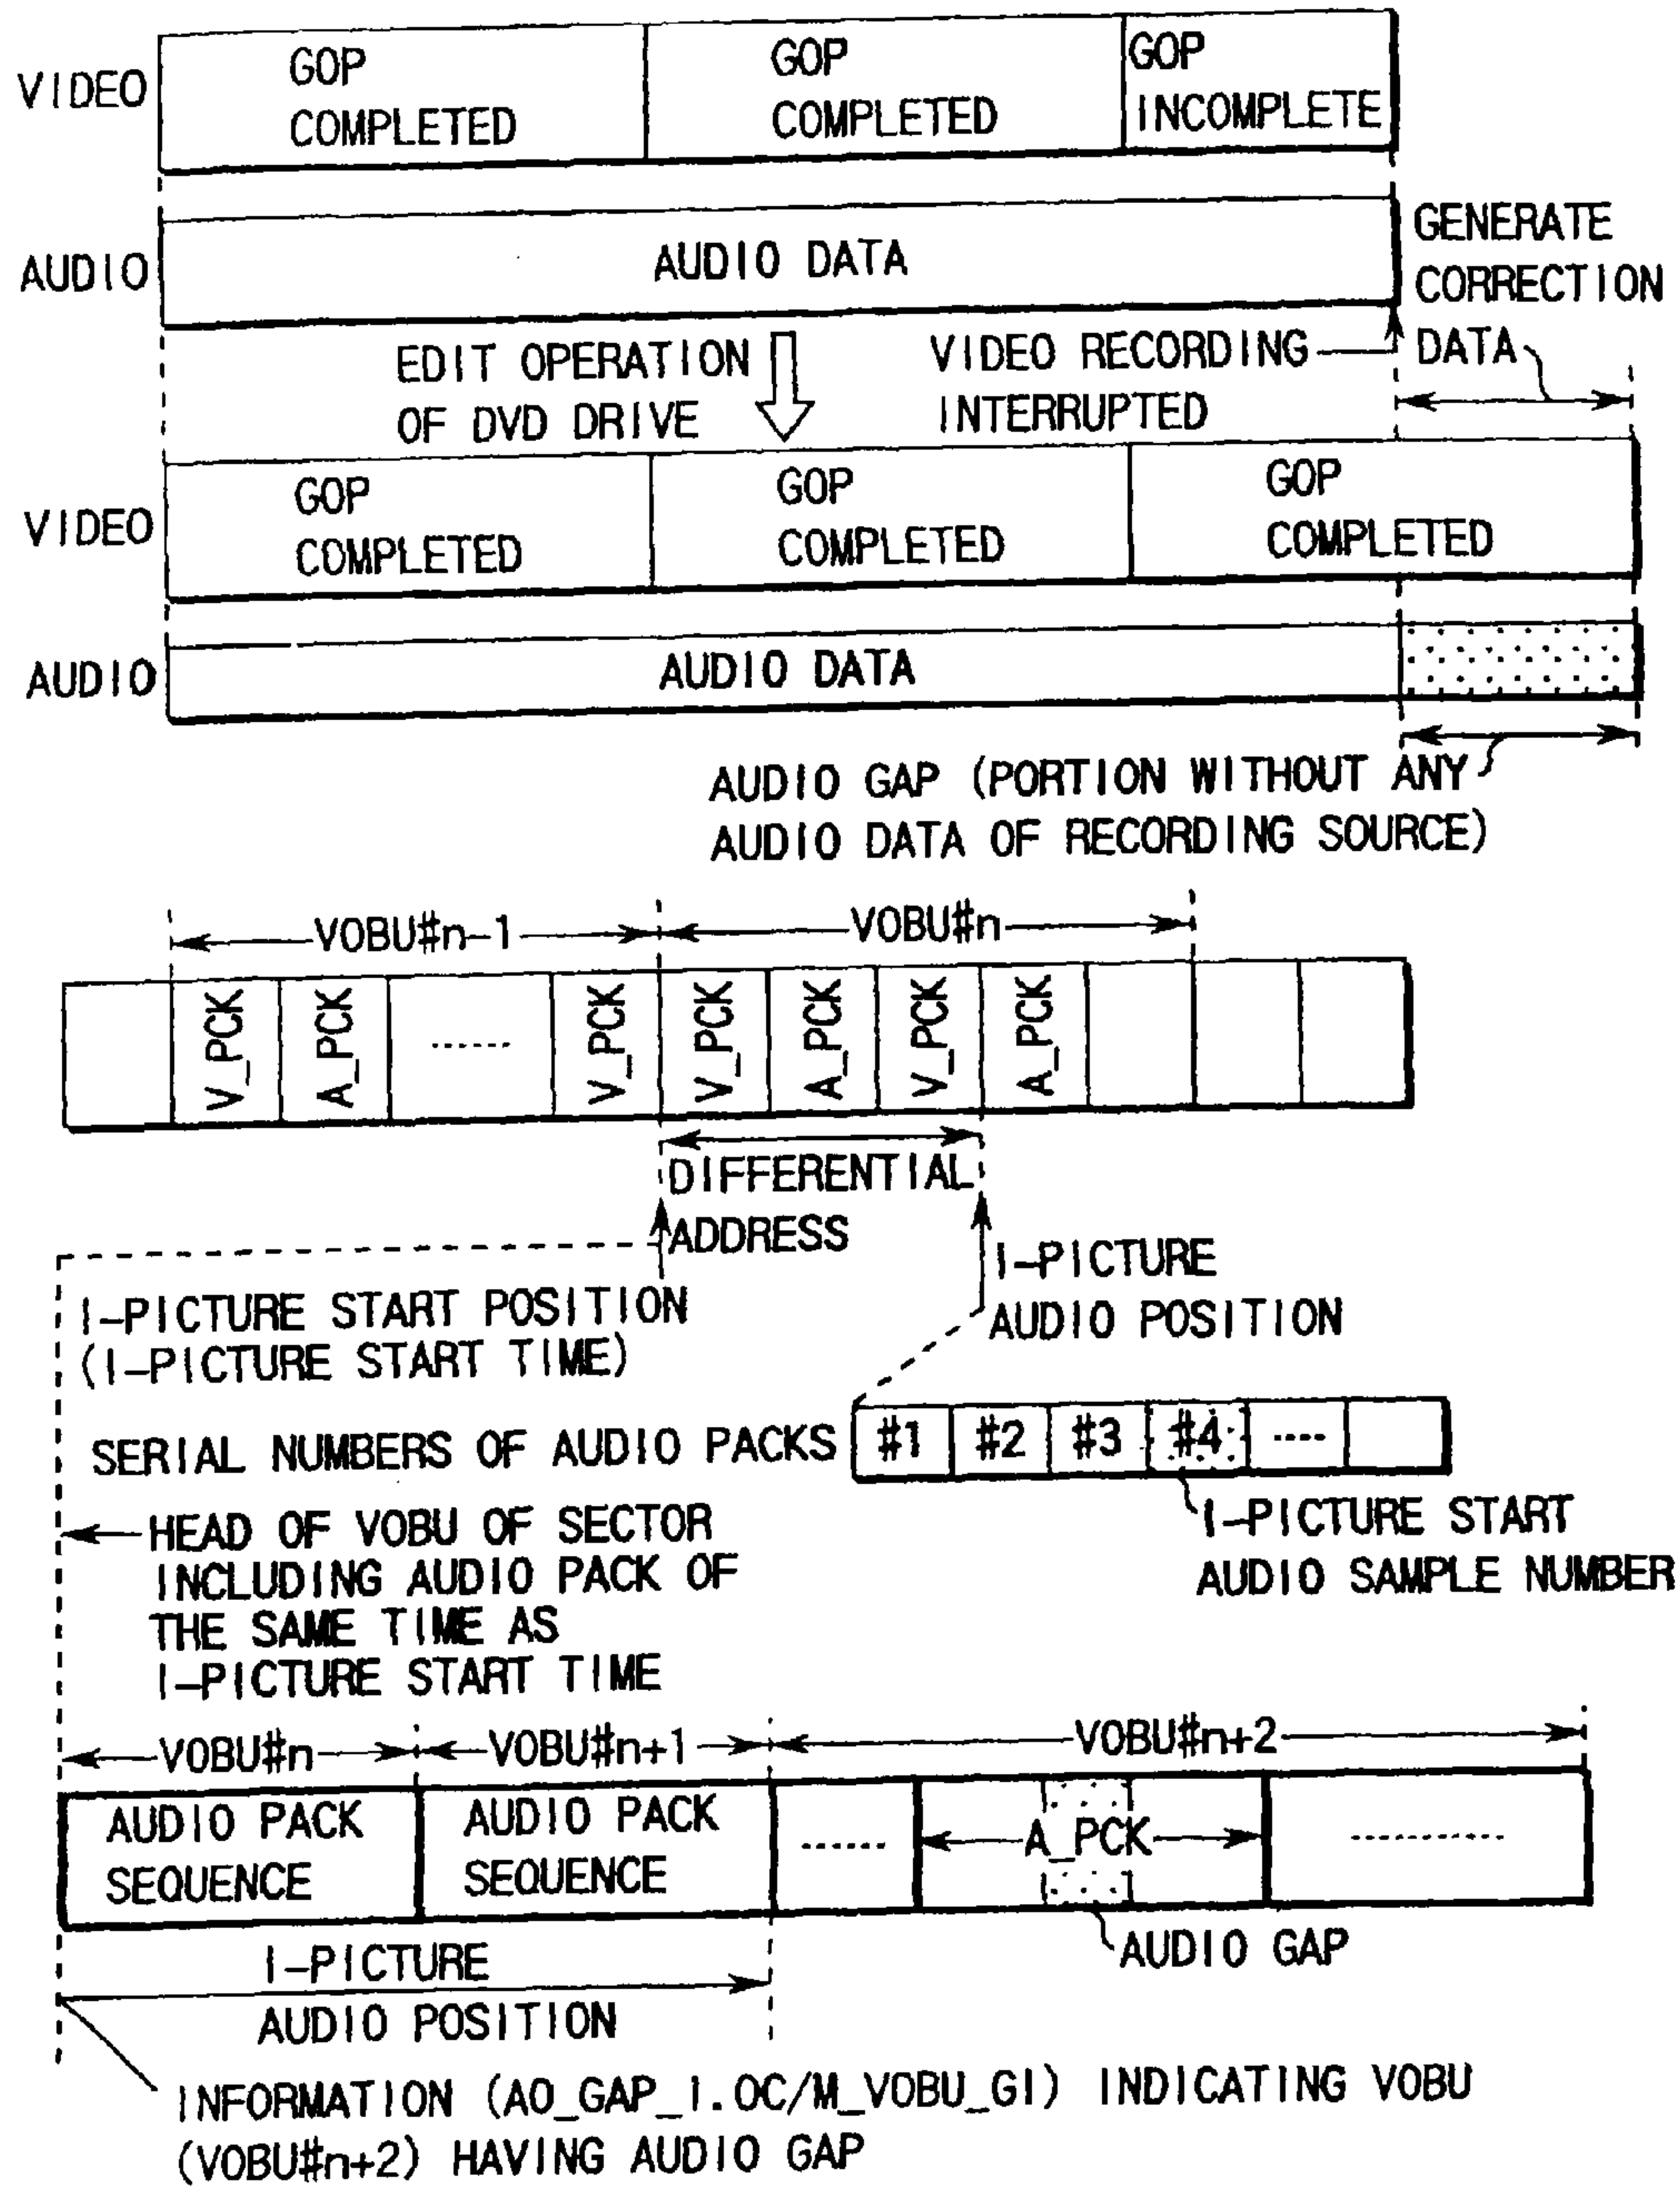 VIDEO
GOP
COMPLETED
GOP
COMPLETED
GOP
INCOMPLETE
AUDIO
AUDIO DATA
GENERATE
CORRECTION
DATA
EDIT OPERATION
OF DVD DRIVE
VIDEO RECORDING
INTERRUPTED
VIDEO
GOP
COMPLETED
GOP
COMPLETED
GOP
COMPLETED
AUDIO
AUDIO DATA
AUDIO GAP (PORTION WITHOUT ANY
AUDIO DATA OF RECORDING SOURCE)
VOBU#n-1
VOBU#n
V_PCK
A_PCK
V_PCK
V_PCK
A_PCK
V_PCK
A_PCK
DIFFERENTIAL
ADDRESS
I-PICTURE START POSITION
(I-PICTURE START TIME)
I-PICTURE
AUDIO POSITION
SERIAL NUMBERS OF AUDIO PACKS
#1
#2
#3
#4
I-PICTURE START
AUDIO SAMPLE NUMBER
HEAD OF VOBU OF SECTOR
INCLUDING AUDIO PACK OF
THE SAME TIME AS
I-PICTURE START TIME
VOBU#n
VOBU#n+1
VOBU#n+2
AUDIO PACK
SEQUENCE
AUDIO PACK
SEQUENCE
A_PCK
AUDIO GAP
I-PICTURE
AUDIO POSITION
INFORMATION (A0_GAP_I.OC/M_VOBU_GI) INDICATING VOBU
(VOBU#n+2) HAVING AUDIO GAP